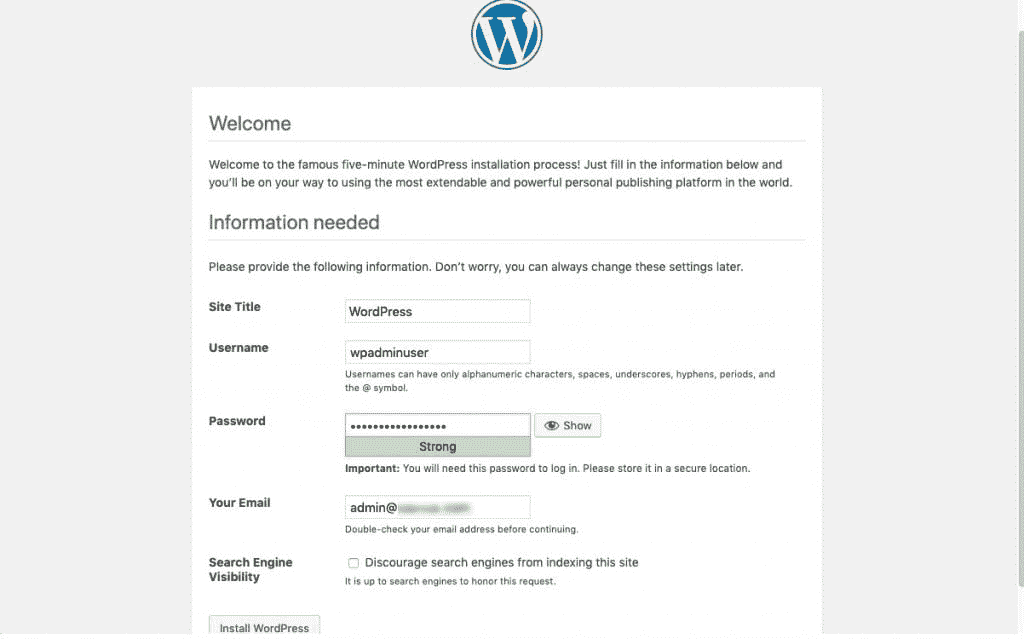 Welcome
Welcome to the famous five-minute WordPress installation process! Just fill in the information below and
you'll be on your way to using the most extendable and powerful personal publishing platform in the world.
Information needed
Please provide the following information. Don't worry, you can always change these settings later.
Site Title
WordPress
Username
wpadminuser
Usernames can have only alphanumeric characters, spaces, underscores, hyphens, periods, and
the @ symbol.
Password
•••••••••••••••••
Show
Strong
Important: You will need this password to log in. Please store it in a secure location.
Your Email
admin@
Double-check your email address before continuing.
Search Engine
Visibility
Discourage search engines from indexing this site
It is up to search engines to honor this request.
Install WordPress